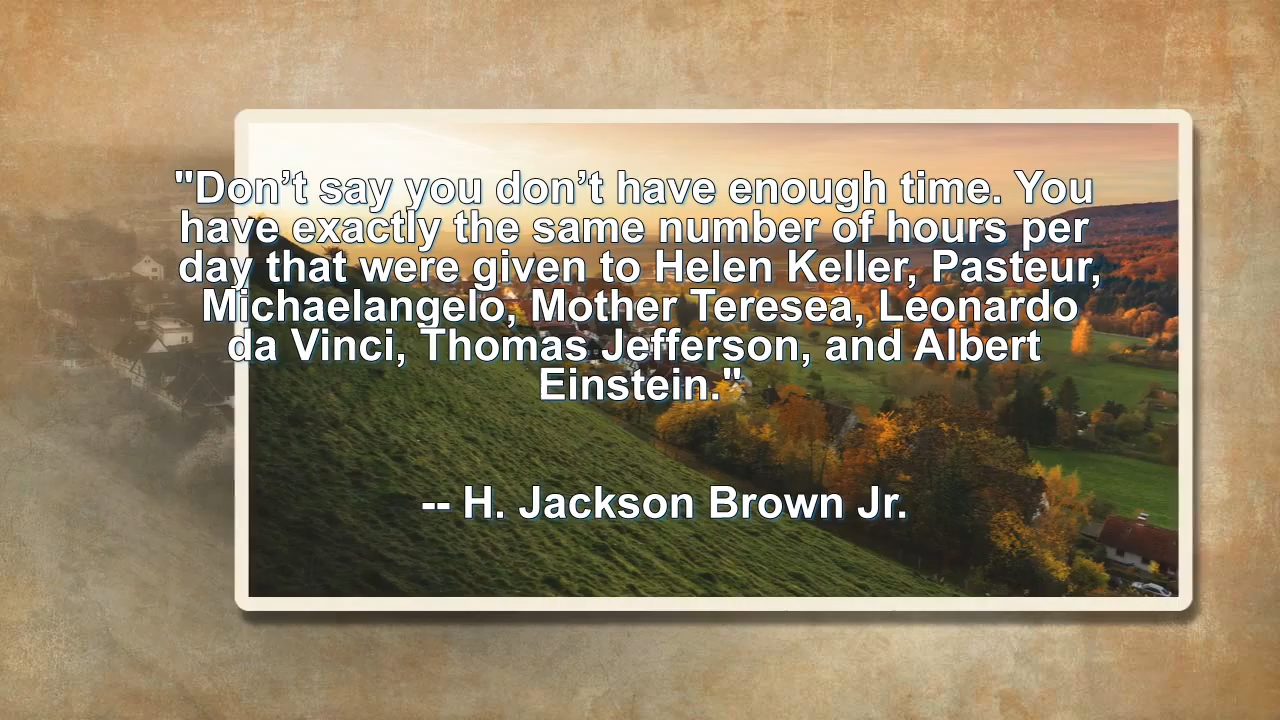 "Don’t say you don’t have enough time. You
have exactly the same number of hours per
day that were given to Helen Keller, Pasteur,
Michaelangelo, Mother Teresea, Leonardo
da Vinci, Thomas Jefferson, and Albert
Einstein."
-- H. Jackson Brown Jr.